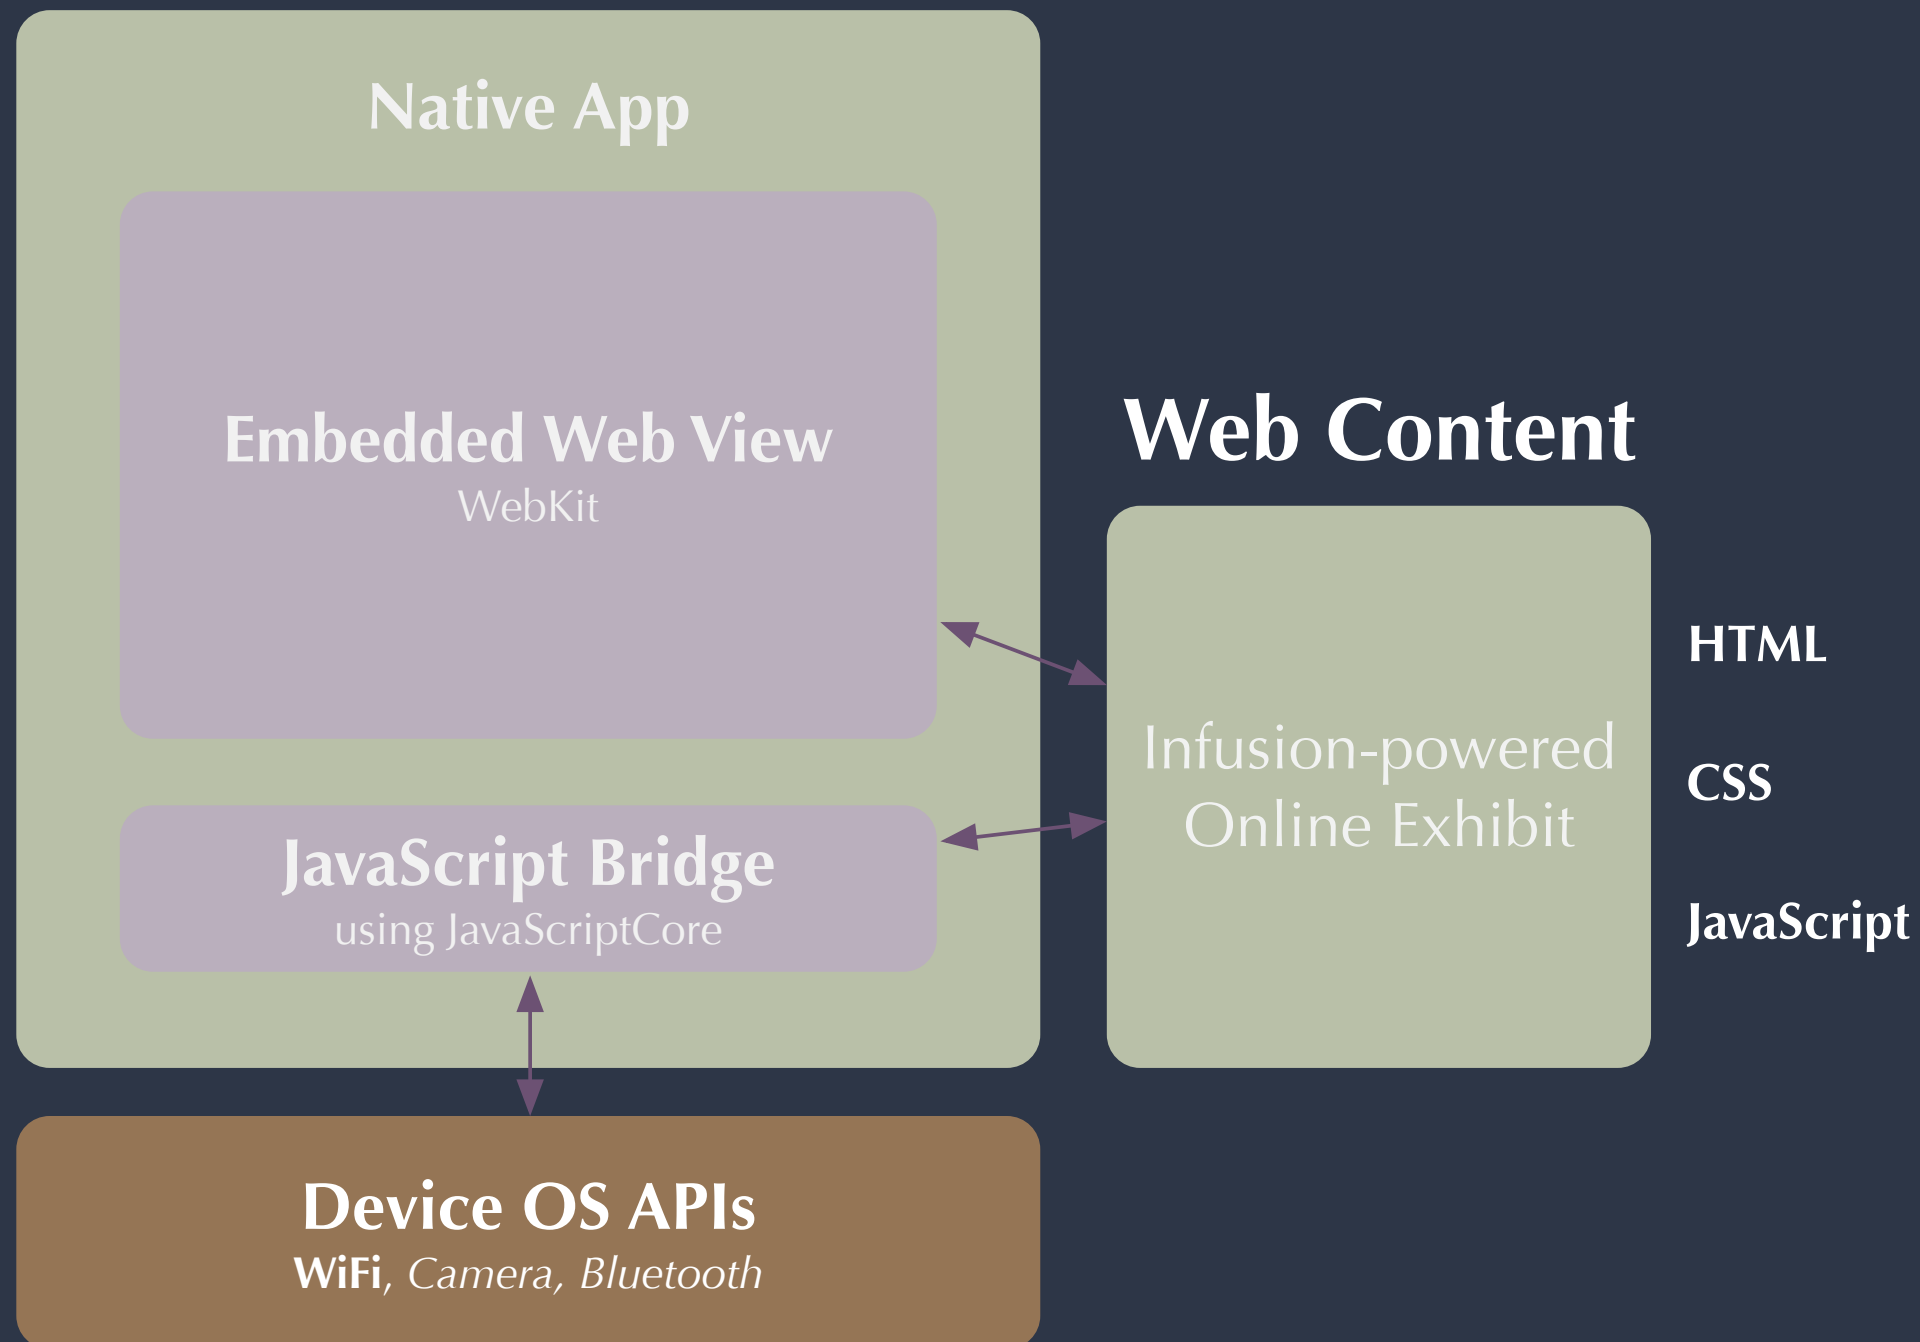 Native App
Embedded Web View
WebKit
JavaScript Bridge
using JavaScriptCore
Device OS APIs
WiFi, Camera, Bluetooth
Web Content
Infusion-powered
Online Exhibit
HTML
CSS
JavaScript